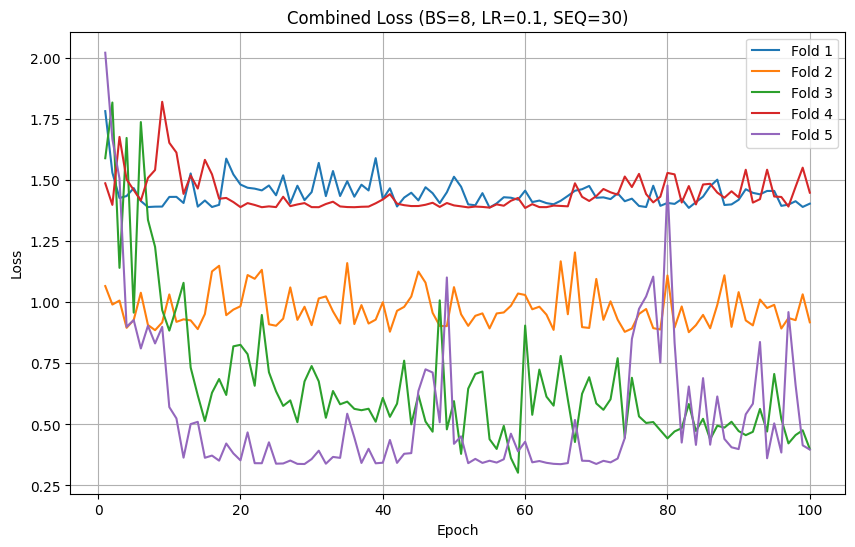 Combined Loss (BS=8, LR=0.1, SEQ=30)
Fold 1
Fold 2
Fold 3
Fold 4
Fold 5
Loss
2.00
1.75
1.50
1.25
1.00
0.75
0.50
0.25
0 20 40 60 80 100
Epoch